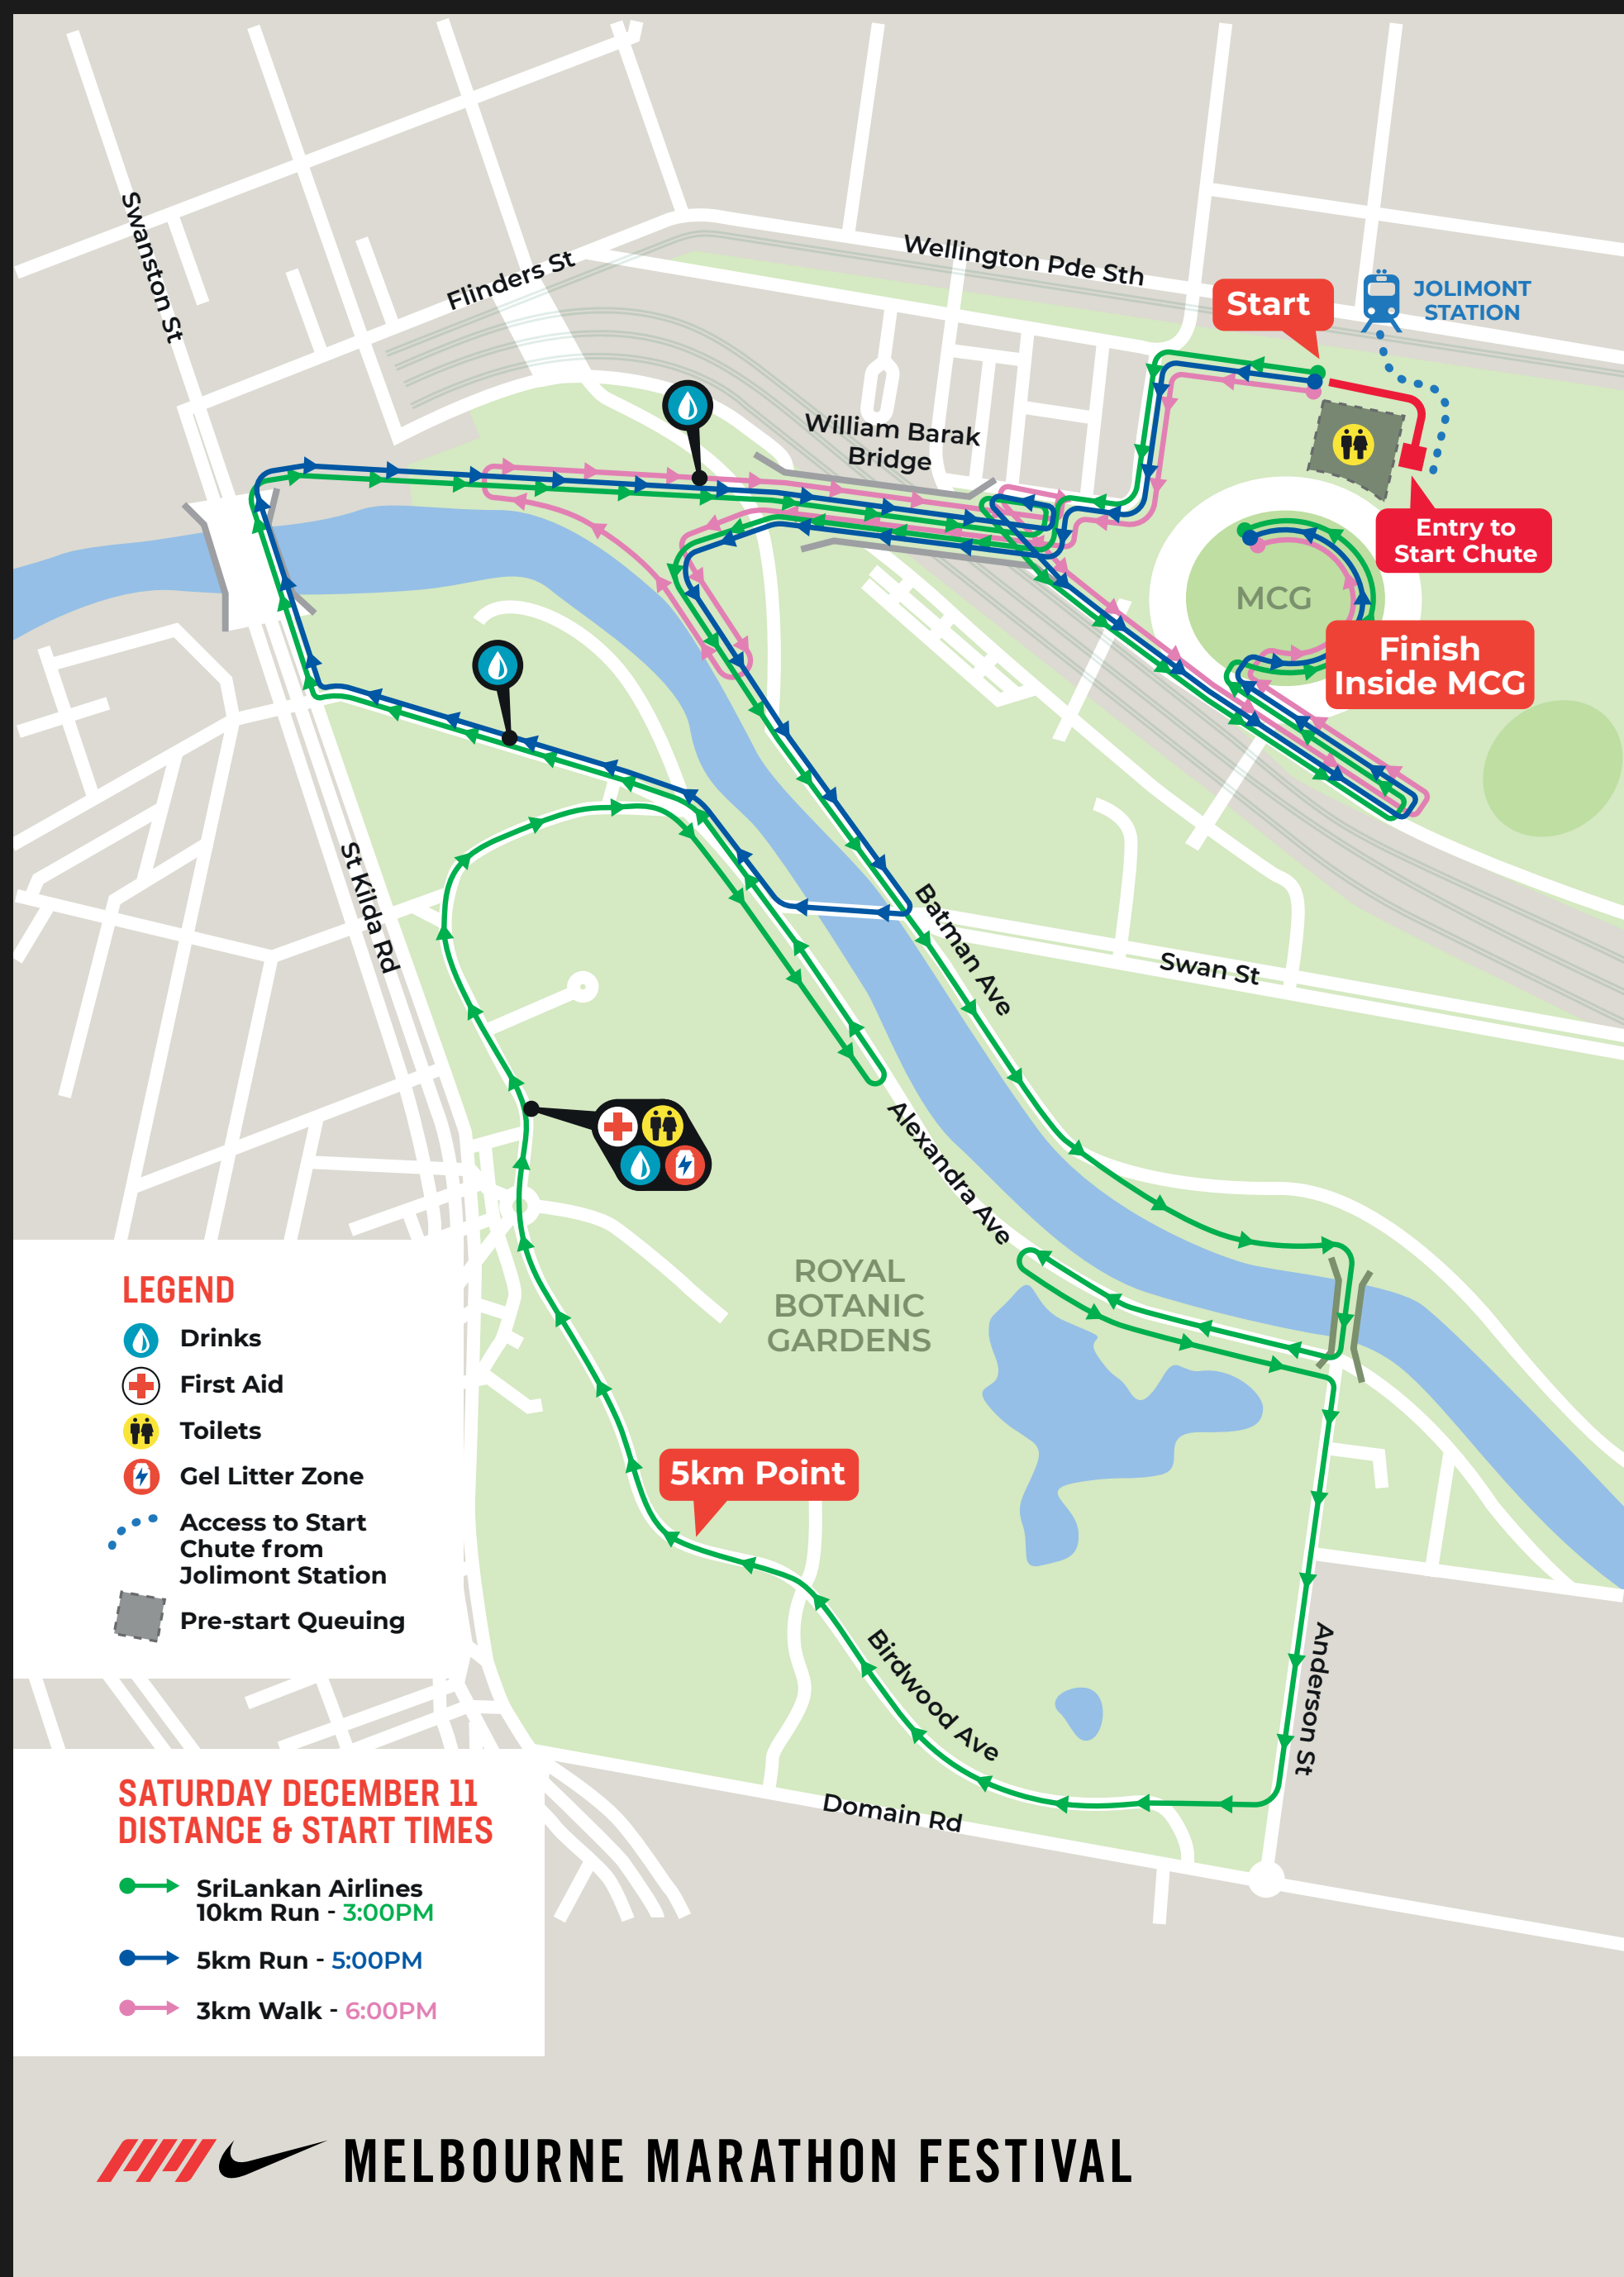 Swanston St
Flinders St
Wellington Pde Sth
Start
JOLIMONT
STATION
William Barak
Bridge
Entry to
Start Chute
MCG
Finish
Inside MCG
St Kilda Rd
Batman Ave
Swan St
Alexandra Ave
ROYAL
BOTANIC
GARDENS
5km Point
Birdwood Ave
Anderson St
Domain Rd
LEGEND
Drinks
First Aid
Toilets
Gel Litter Zone
Access to Start
Chute from
Jolimont Station
Pre-start Queuing
SATURDAY DECEMBER 11
DISTANCE & START TIMES
SriLankan Airlines
10km Run - 3:00PM
5km Run - 5:00PM
3km Walk - 6:00PM
MELBOURNE MARATHON FESTIVAL